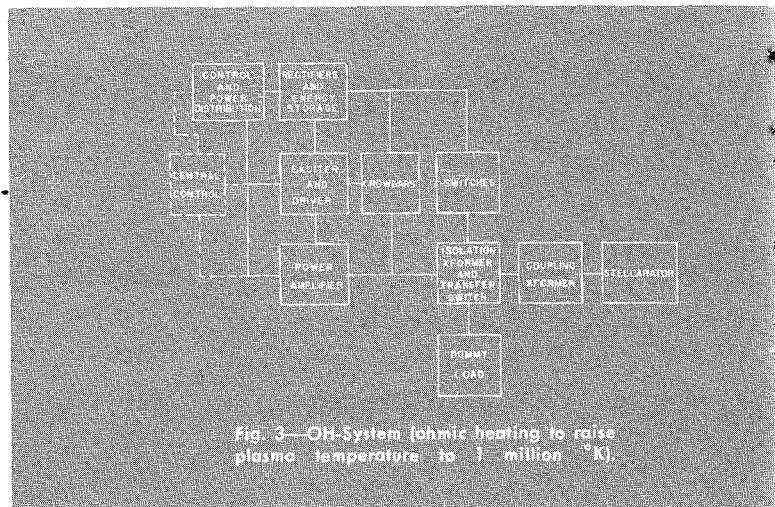 CONTROL
AND
POWER
DISTRIBUTION
RECTIFIERS
AND
ENERGY
STORAGE
CENTRAL
CONTROL
EXCITER
AND
DRIVER
CROWBARS
SWITCHES
POWER
AMPLIFIER
ISOLATION
XFORMER
AND
TRANSFER
SWITCH
COUPLING
XFORMER
STELLARATOR
DUMMY
LOAD
Fig. 3—OH-System (ohmic heating to raise
plasma temperature to 1 million °K).